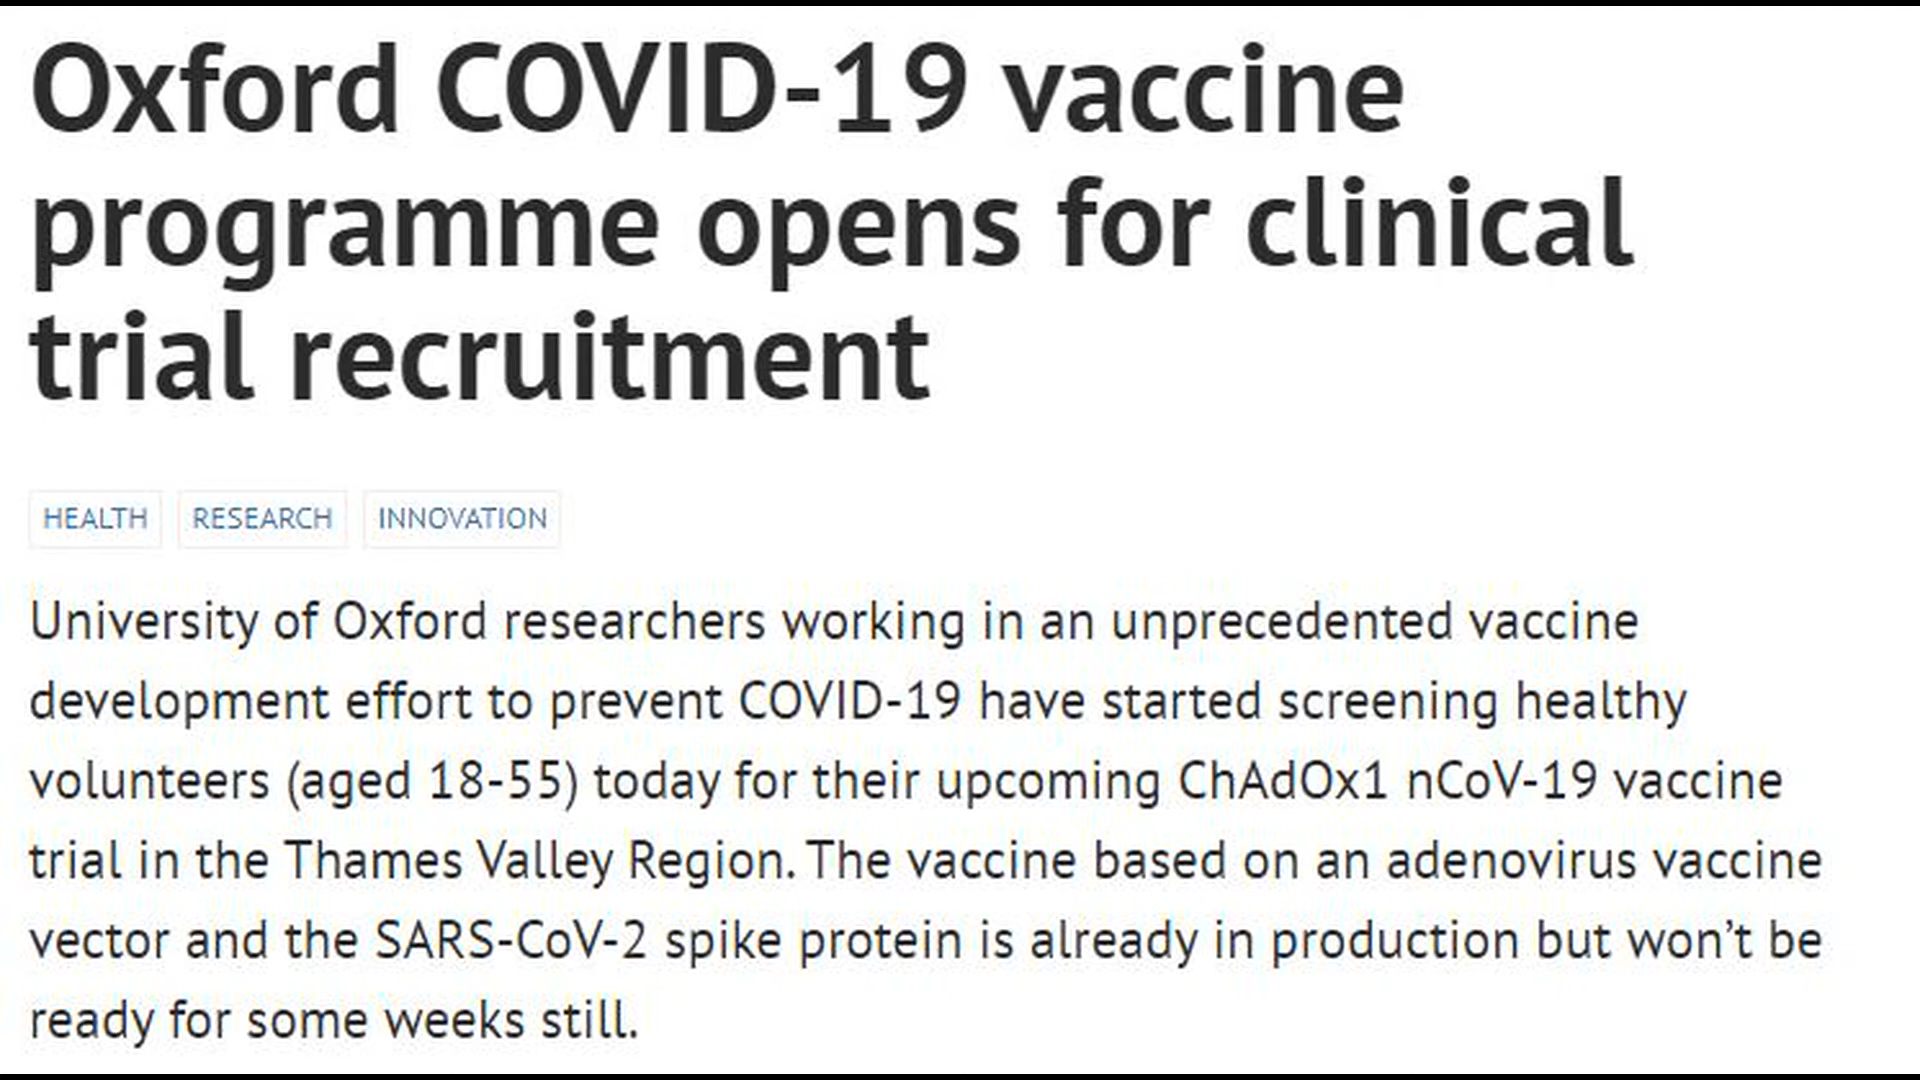 Oxford COVID-19 vaccine
programme opens for clinical
trial recruitment
HEALTH RESEARCH INNOVATION
University of Oxford researchers working in an unprecedented vaccine
development effort to prevent COVID-19 have started screening healthy
volunteers (aged 18-55) today for their upcoming ChAdOx1 nCoV-19 vaccine
trial in the Thames Valley Region. The vaccine based on an adenovirus vaccine
vector and the SARS-CoV-2 spike protein is already in production but won’t be
ready for some weeks still.